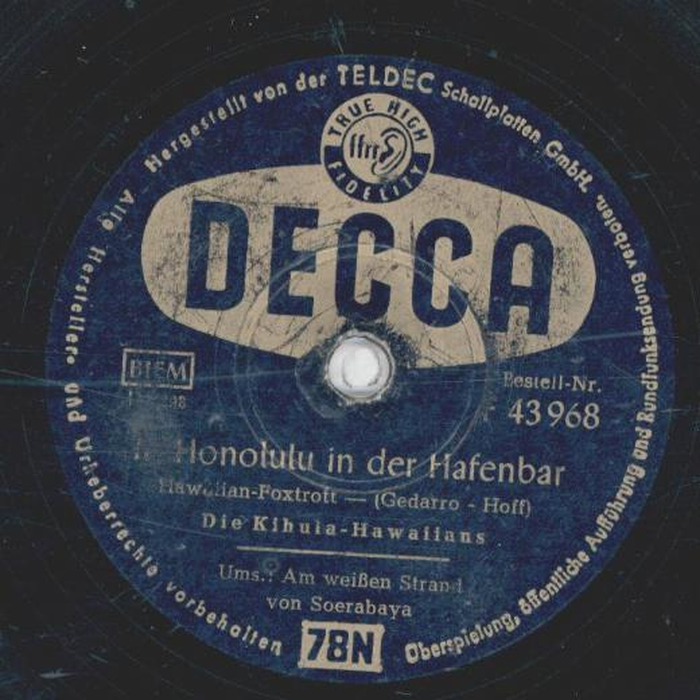 Hergestellt von der TELDEC Schallplatten GmbH.
Alle Hersteller- und Urheberrechte vorbehalten
Überspielung, öffentliche Aufführung und Rundfunksendung verboten.
TRUE HIGH
ffrr
FIDELITY
DECCA
BIEM
Bestell-Nr.
43968
Honolulu in der Hafenbar
Hawaiian-Foxtrott — (Gedarro - Hoff)
Die Kihula-Hawaiians
Ums.: Am weißen Strand
von Soerabaya
78N